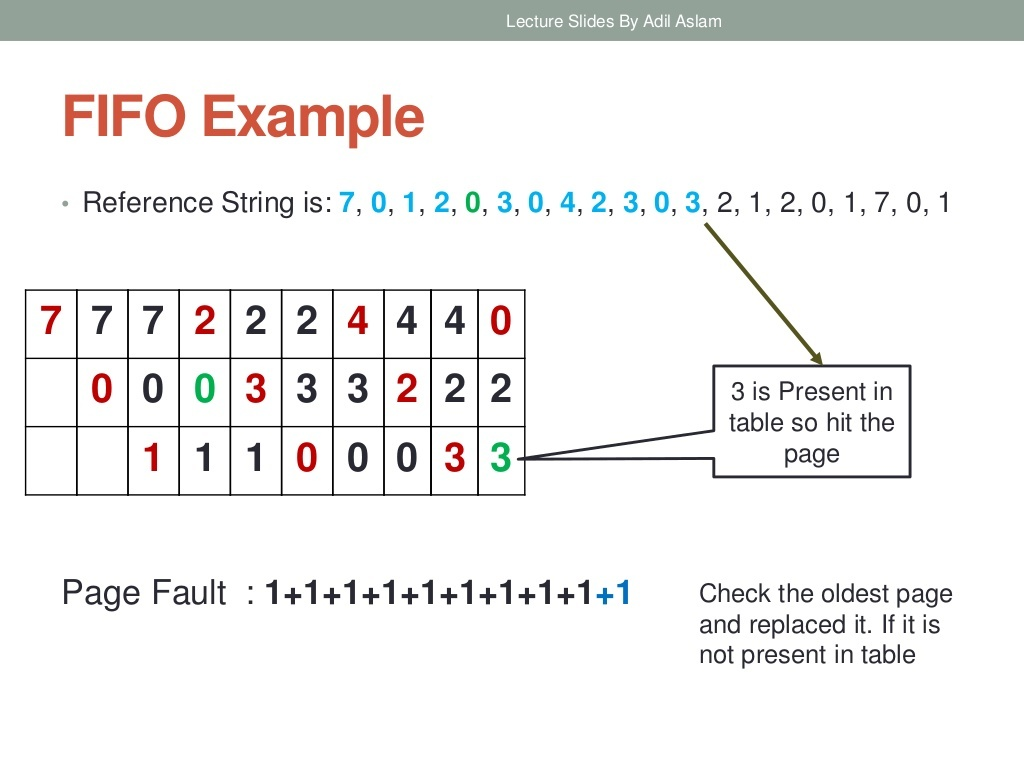 Lecture Slides By Adil Aslam
FIFO Example
• Reference String is: 7, 0, 1, 2, 0, 3, 0, 4, 2, 3, 0, 3, 2, 1, 2, 0, 1, 7, 0, 1
7 7 7 2 2 2 4 4 4 0
0 0 0 3 3 3 2 2 2
1 1 1 0 0 0 3 3
3 is Present in
table so hit the
page
Page Fault : 1+1+1+1+1+1+1+1+1+1
Check the oldest page
and replaced it. If it is
not present in table